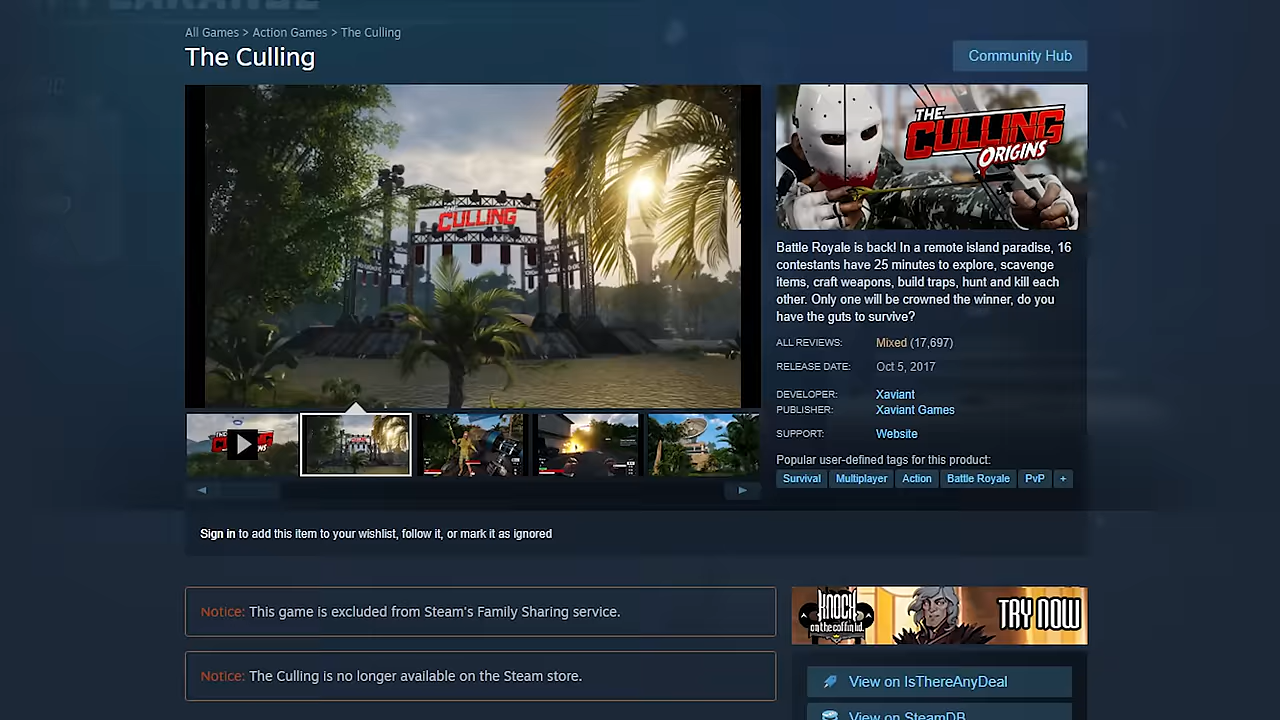 All Games > Action Games > The Culling
The Culling
Community Hub
CULLING
THE
CULLING
ORIGINS
Battle Royale is back! In a remote island paradise, 16
contestants have 25 minutes to explore, scavenge
items, craft weapons, build traps, hunt and kill each
other. Only one will be crowned the winner, do you
have the guts to survive?
ALL REVIEWS: Mixed (17,697)
RELEASE DATE: Oct 5, 2017
DEVELOPER: Xaviant
PUBLISHER: Xaviant Games
SUPPORT: Website
Popular user-defined tags for this product:
Survival Multiplayer Action Battle Royale PvP +
Sign in to add this item to your wishlist, follow it, or mark it as ignored
Notice: This game is excluded from Steam's Family Sharing service.
KNOCK
on the coffin lid.
TRY NOW
Notice: The Culling is no longer available on the Steam store.
View on IsThereAnyDeal
View on SteamDB